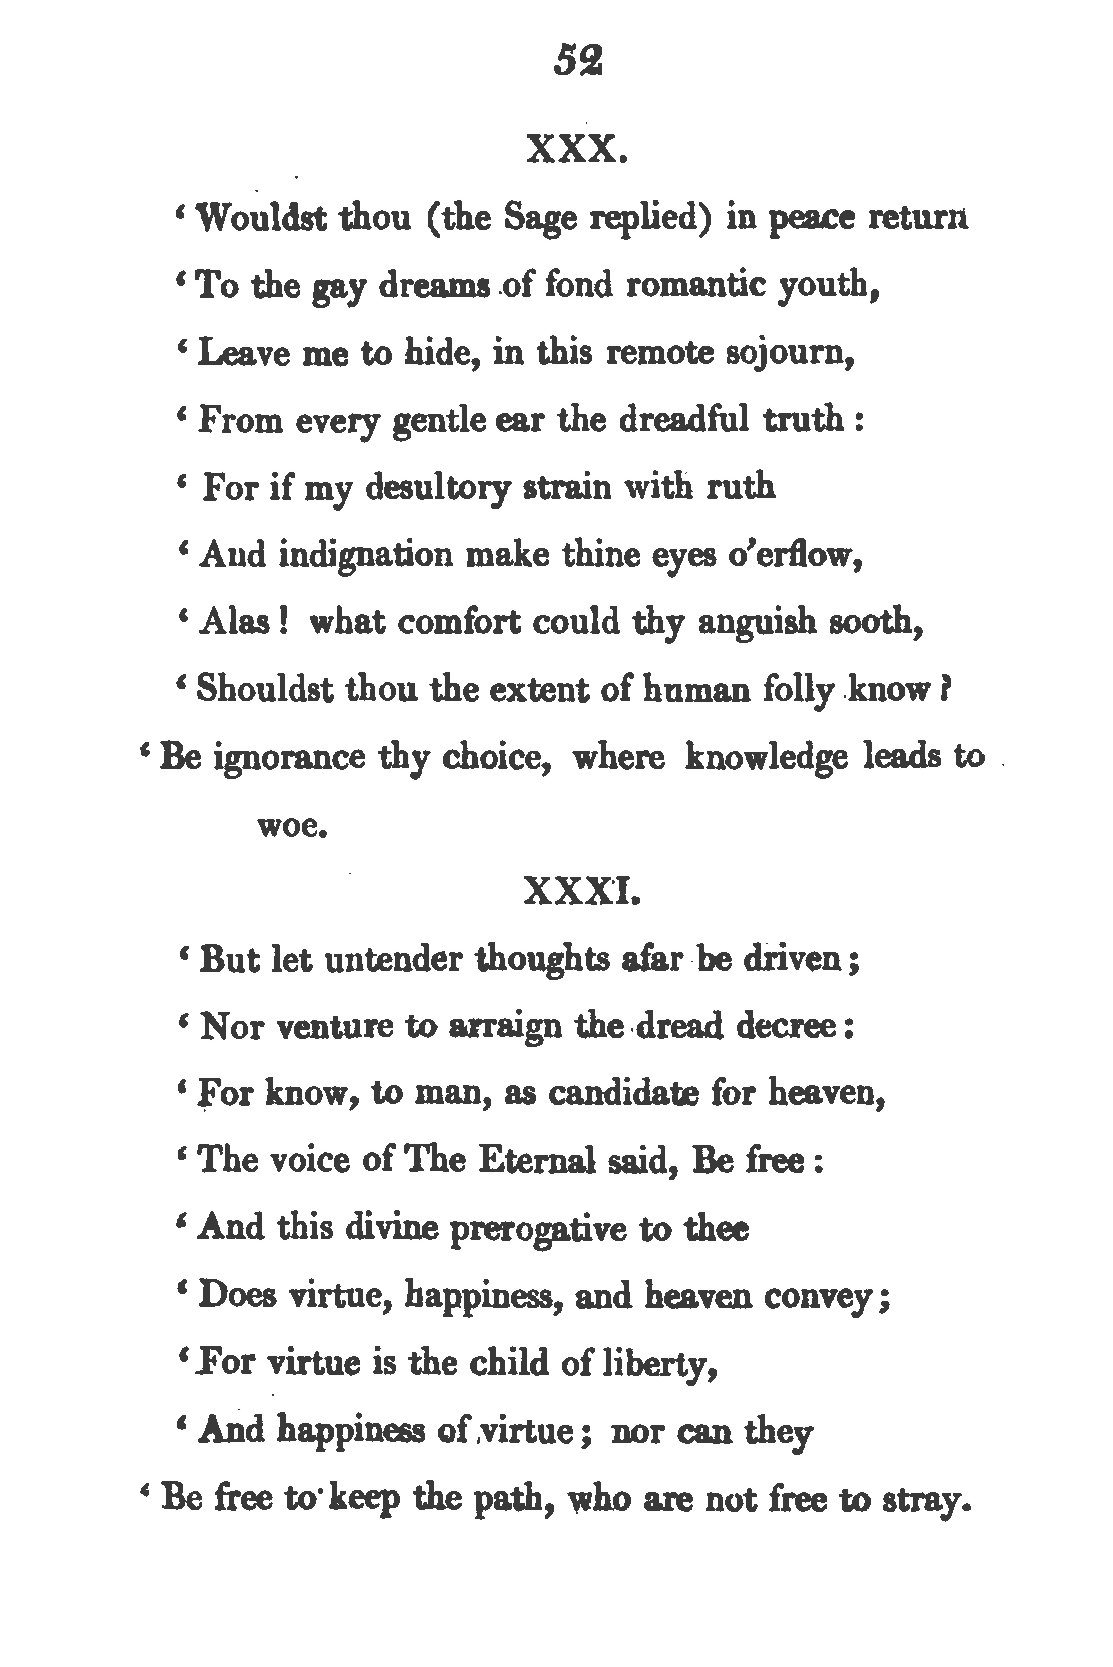 52
XXX.
‘ Wouldst thou (the Sage replied) in peace return
‘ To the gay dreams of fond romantic youth,
‘ Leave me to hide, in this remote sojourn,
‘ From every gentle ear the dreadful truth :
‘ For if my desultory strain with ruth
‘ And indignation make thine eyes o’erflow,
‘ Alas ! what comfort could thy anguish sooth,
‘ Shouldst thou the extent of human folly know ?
‘ Be ignorance thy choice, where knowledge leads to
woe.
XXXI.
‘ But let untender thoughts afar be driven ;
‘ Nor venture to arraign the dread decree :
‘ For know, to man, as candidate for heaven,
‘ The voice of The Eternal said, Be free :
‘ And this divine prerogative to thee
‘ Does virtue, happiness, and heaven convey ;
‘ For virtue is the child of liberty,
‘ And happiness of virtue ; nor can they
‘ Be free to keep the path, who are not free to stray.